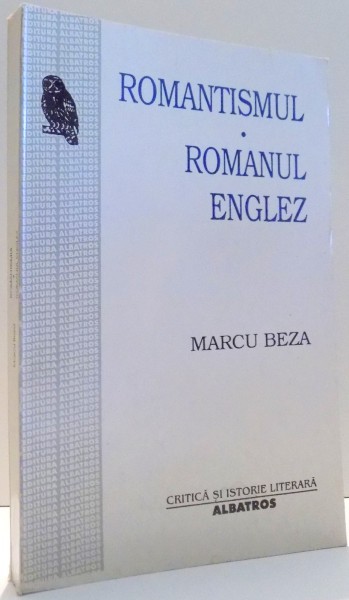 ROMANTISMUL
•
ROMANUL
ENGLEZ
MARCU BEZA
CRITICĂ ȘI ISTORIE LITERARĂ
ALBATROS